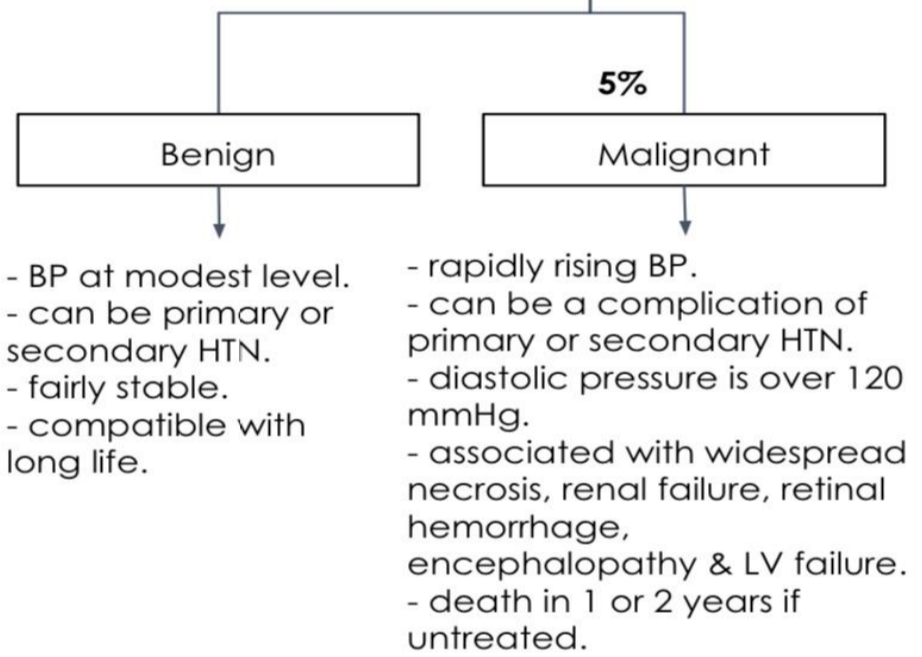 5%
Benign
Malignant
- BP at modest level.
- can be primary or
secondary HTN.
- fairly stable.
- compatible with
long life.
- rapidly rising BP.
- can be a complication of
primary or secondary HTN.
- diastolic pressure is over 120
mmHg.
- associated with widespread
necrosis, renal failure, retinal
hemorrhage,
encephalopathy & LV failure.
- death in 1 or 2 years if
untreated.